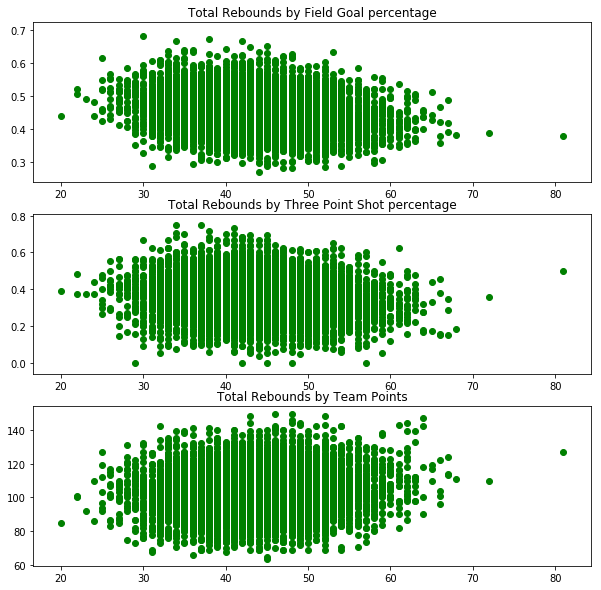 Total Rebounds by Field Goal percentage
0.7
0.6
0.5
0.4
0.3
20 30 40 50 60 70 80
Total Rebounds by Three Point Shot percentage
0.8
0.6
0.4
0.2
0.0
20 30 40 50 60 70 80
Total Rebounds by Team Points
140
120
100
80
60
20 30 40 50 60 70 80